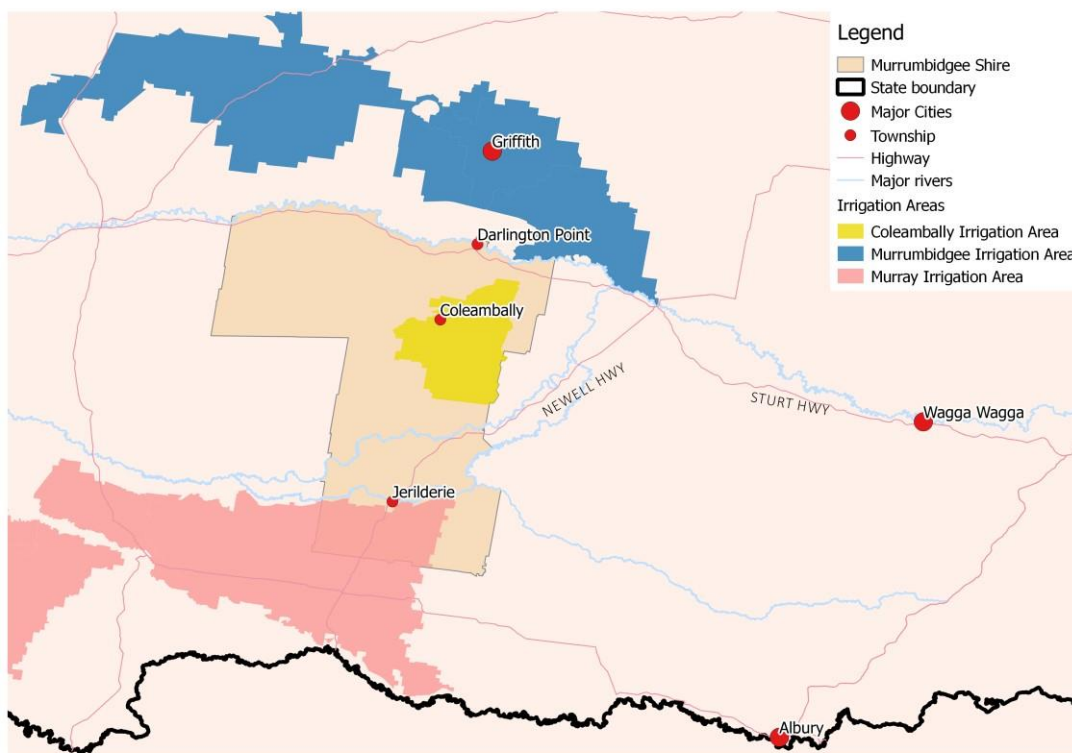 Legend
Murrumbidgee Shire
State boundary
Major Cities
Township
Highway
Major rivers
Irrigation Areas
Coleambally Irrigation Area
Murrumbidgee Irrigation Area
Murray Irrigation Area
Griffith
Darlington Point
Coleambally
NEWELL HWY
STURT HWY
Wagga Wagga
Jerilderie
Albury